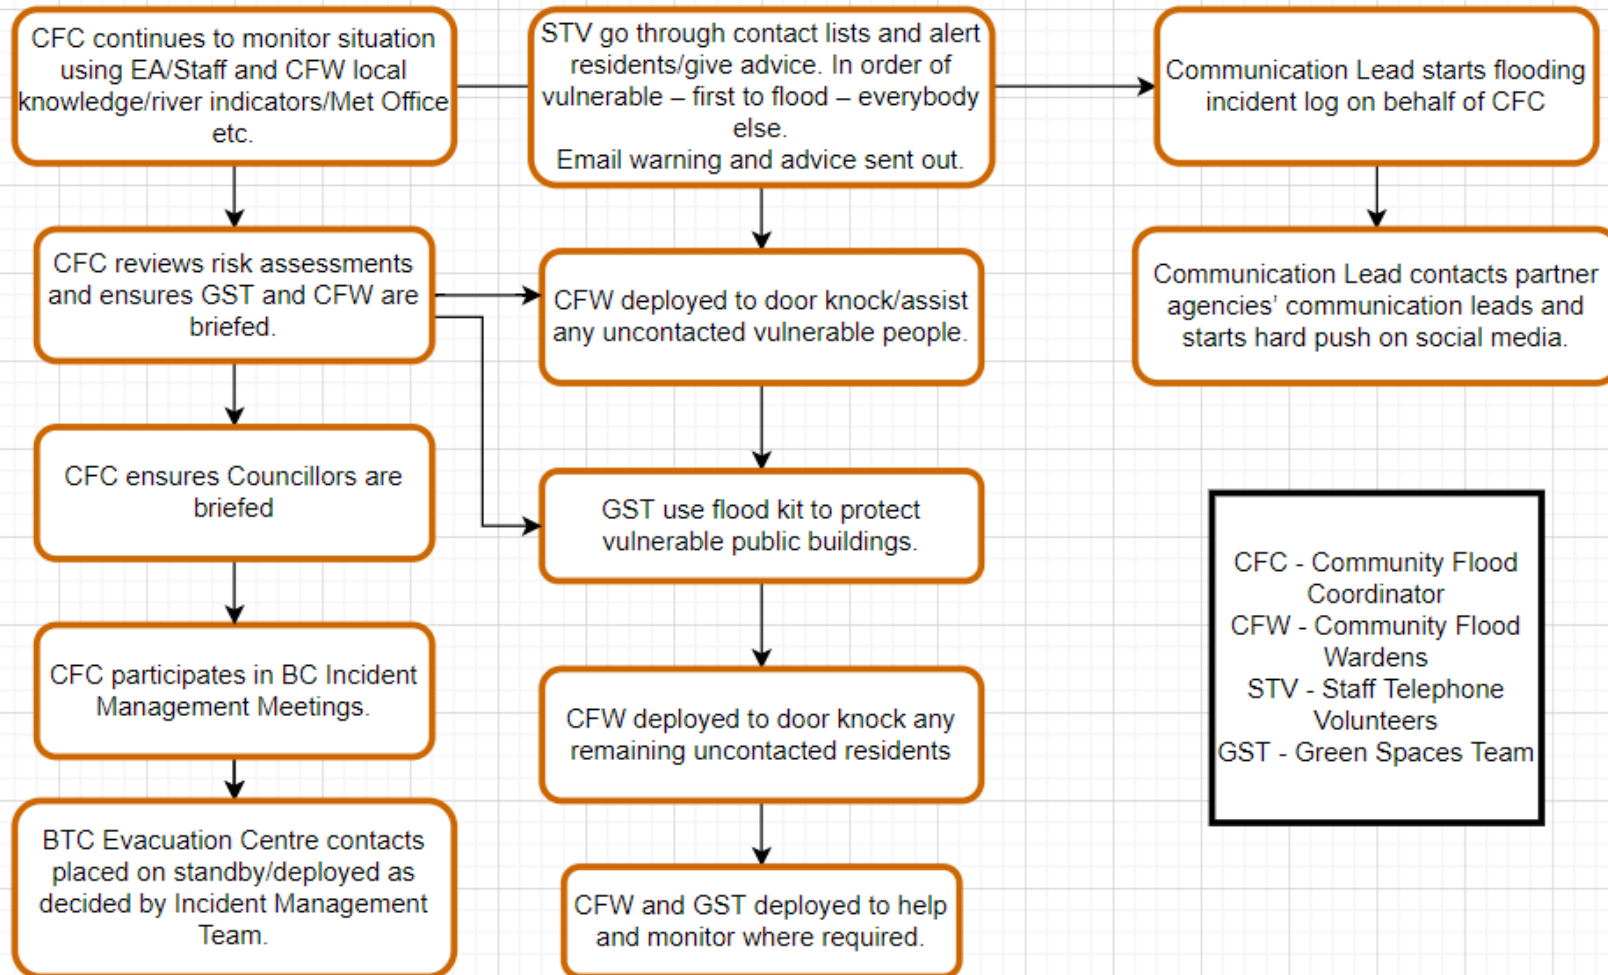 CFC continues to monitor situation
using EA/Staff and CFW local
knowledge/river indicators/Met Office
etc.
STV go through contact lists and alert
residents/give advice. In order of
vulnerable – first to flood – everybody
else.
Email warning and advice sent out.
Communication Lead starts flooding
incident log on behalf of CFC
CFC reviews risk assessments
and ensures GST and CFW are
briefed.
CFW deployed to door knock/assist
any uncontacted vulnerable people.
Communication Lead contacts partner
agencies’ communication leads and
starts hard push on social media.
CFC ensures Councillors are
briefed
GST use flood kit to protect
vulnerable public buildings.
CFC participates in BC Incident
Management Meetings.
CFW deployed to door knock any
remaining uncontacted residents
CFC - Community Flood
Coordinator
CFW - Community Flood
Wardens
STV - Staff Telephone
Volunteers
GST - Green Spaces Team
BTC Evacuation Centre contacts
placed on standby/deployed as
decided by Incident Management
Team.
CFW and GST deployed to help
and monitor where required.